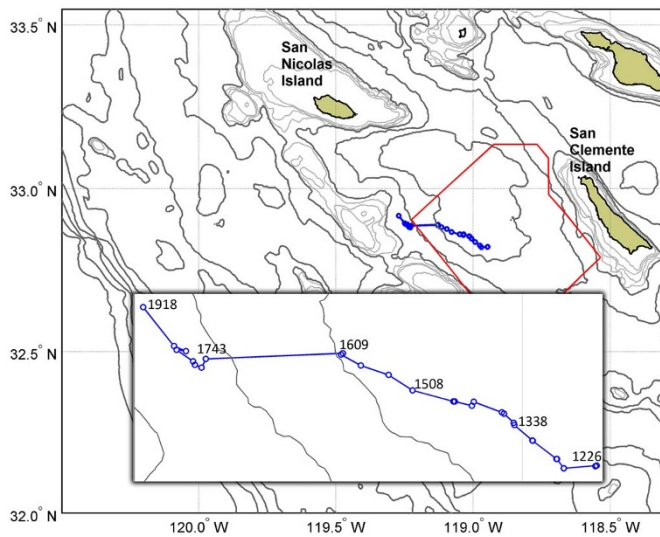 33.5° N
San
Nicolas
Island
San
Clemente
Island
33.0° N
1918
1743
1609
1508
1338
1226
32.5° N
32.0° N
120.0° W
119.5° W
119.0° W
118.5° W